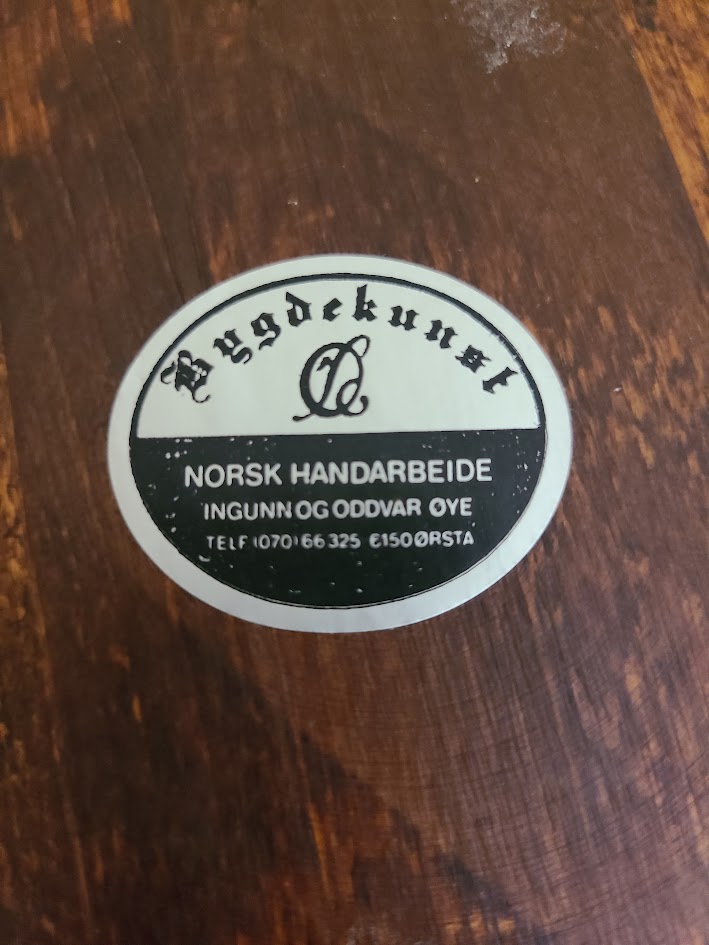 Bygdekunst
NORSK HANDARBEIDE
INGUNN OG ODDVAR ØYE
TELF (070) 66 325 6150 ØRSTA